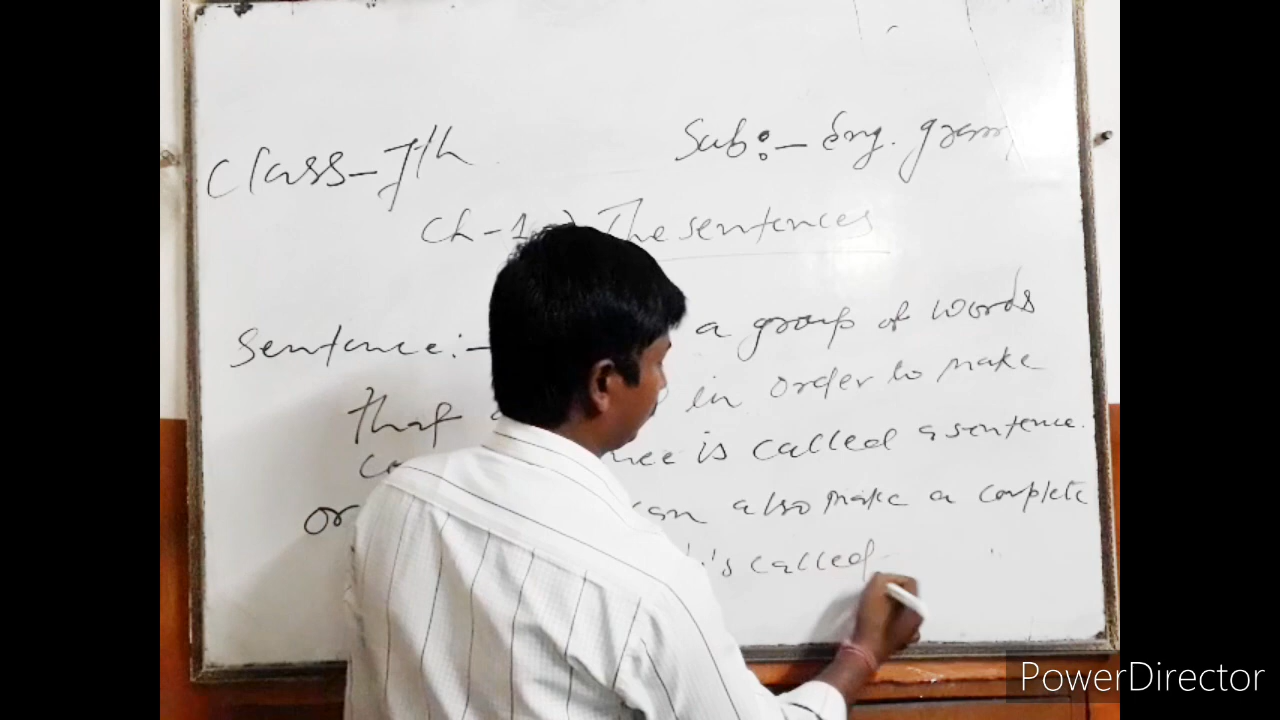 Class-7th
Sub:- Eng. gram
Ch-1 The sentences
Sentence:- a group of words
that in order to make
is called a sentence.
or can also make a complete
is called
PowerDirector